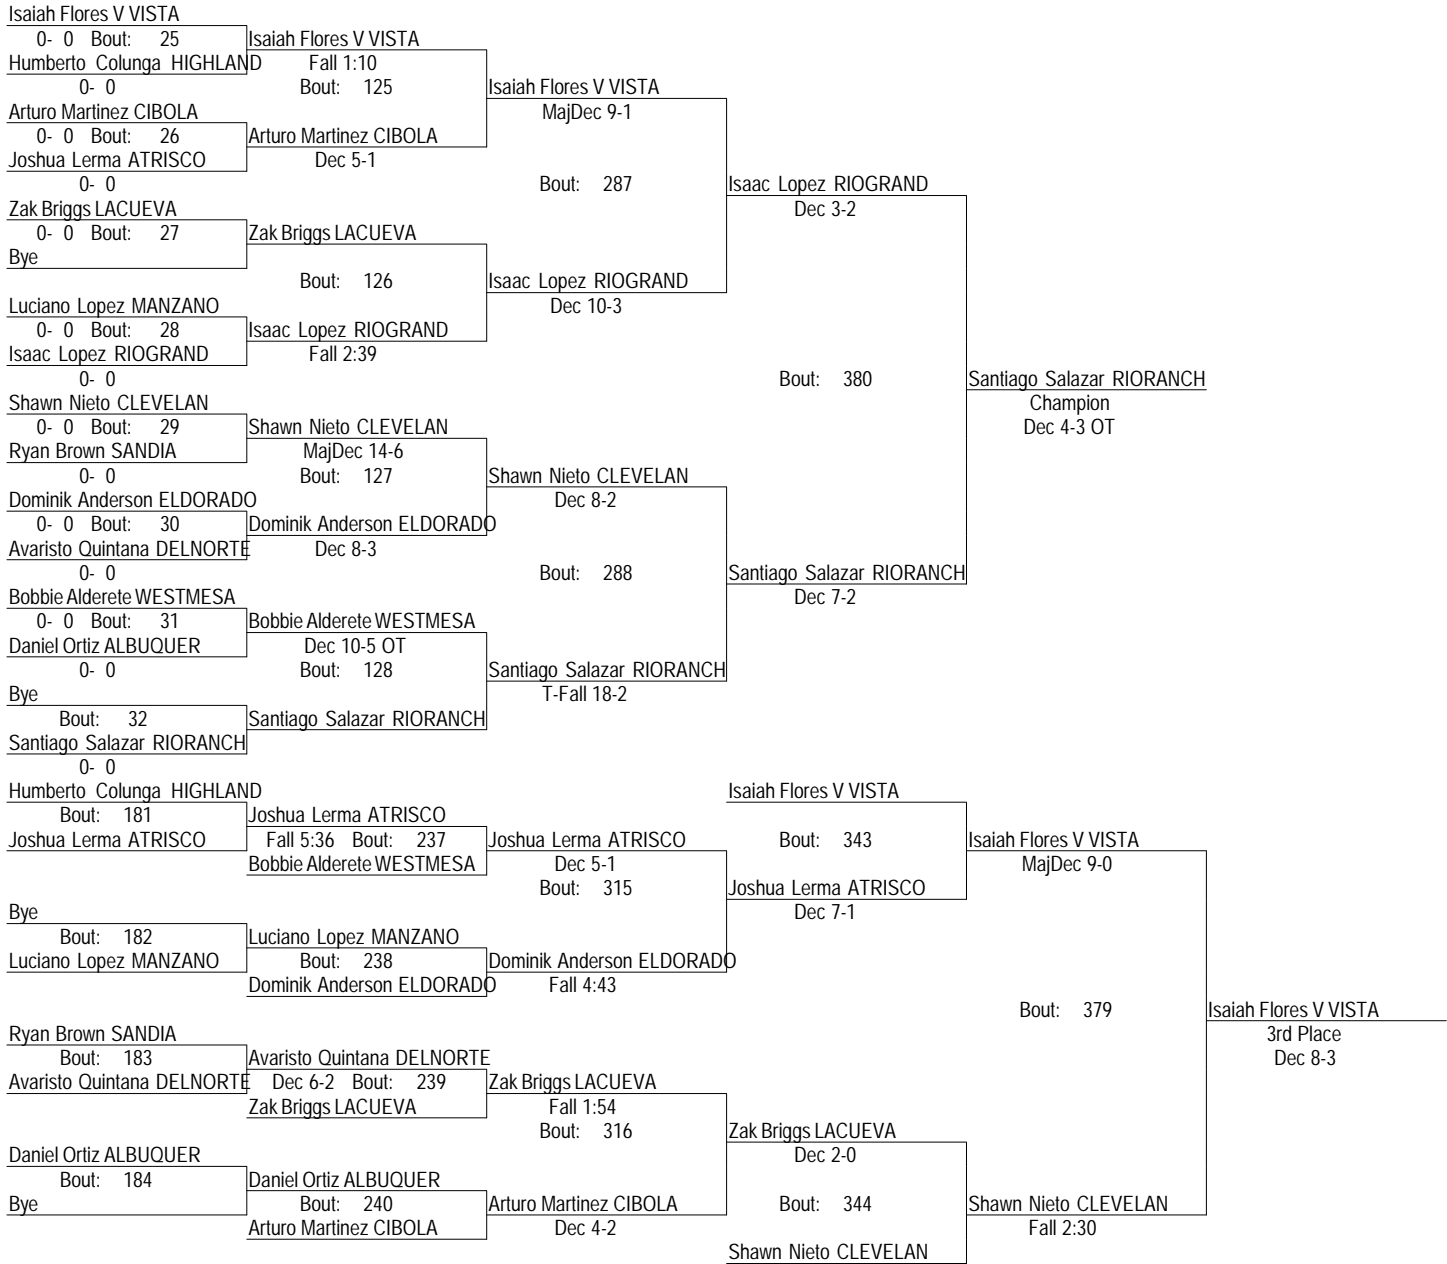 Isaiah Flores V VISTA
0- 0 Bout: 25 Isaiah Flores V VISTA
Humberto Colunga HIGHLAND Fall 1:10
0- 0 Bout: 125 Isaiah Flores V VISTA
Arturo Martinez CIBOLA MajDec 9-1
0- 0 Bout: 26 Arturo Martinez CIBOLA
Joshua Lerma ATRISCO Dec 5-1
0- 0 Bout: 287 Isaac Lopez RIOGRAND
Zak Briggs LACUEVA Dec 3-2
0- 0 Bout: 27 Zak Briggs LACUEVA
Bye
Bout: 126 Isaac Lopez RIOGRAND
Luciano Lopez MANZANO Dec 10-3
0- 0 Bout: 28 Isaac Lopez RIOGRAND
Isaac Lopez RIOGRAND Fall 2:39
0- 0 Bout: 380 Santiago Salazar RIORANCH
Shawn Nieto CLEVELAN Champion
0- 0 Bout: 29 Shawn Nieto CLEVELAN Dec 4-3 OT
Ryan Brown SANDIA MajDec 14-6
0- 0 Bout: 127 Shawn Nieto CLEVELAN
Dominik Anderson ELDORADO Dec 8-2
0- 0 Bout: 30 Dominik Anderson ELDORADO
Avaristo Quintana DELNORTE Dec 8-3
0- 0 Bout: 288 Santiago Salazar RIORANCH
Bobbie Alderete WESTMESA Dec 7-2
0- 0 Bout: 31 Bobbie Alderete WESTMESA
Daniel Ortiz ALBUQUER Dec 10-5 OT
0- 0 Bout: 128 Santiago Salazar RIORANCH
Bye T-Fall 18-2
Bout: 32 Santiago Salazar RIORANCH
Santiago Salazar RIORANCH
0- 0
Humberto Colunga HIGHLAND Isaiah Flores V VISTA
Bout: 181 Joshua Lerma ATRISCO
Joshua Lerma ATRISCO Fall 5:36 Bout: 237 Joshua Lerma ATRISCO Bout: 343 Isaiah Flores V VISTA
Bobbie Alderete WESTMESA Dec 5-1 MajDec 9-0
Bout: 315 Joshua Lerma ATRISCO
Bye Dec 7-1
Bout: 182 Luciano Lopez MANZANO
Luciano Lopez MANZANO Bout: 238 Dominik Anderson ELDORADO
Dominik Anderson ELDORADO Fall 4:43
Bout: 379 Isaiah Flores V VISTA
Ryan Brown SANDIA 3rd Place
Bout: 183 Avaristo Quintana DELNORTE Dec 8-3
Avaristo Quintana DELNORTE Dec 6-2 Bout: 239 Zak Briggs LACUEVA
Zak Briggs LACUEVA Fall 1:54
Bout: 316 Zak Briggs LACUEVA
Daniel Ortiz ALBUQUER Dec 2-0
Bout: 184 Daniel Ortiz ALBUQUER
Bye Bout: 240 Arturo Martinez CIBOLA Bout: 344 Shawn Nieto CLEVELAN
Arturo Martinez CIBOLA Dec 4-2 Fall 2:30
Shawn Nieto CLEVELAN